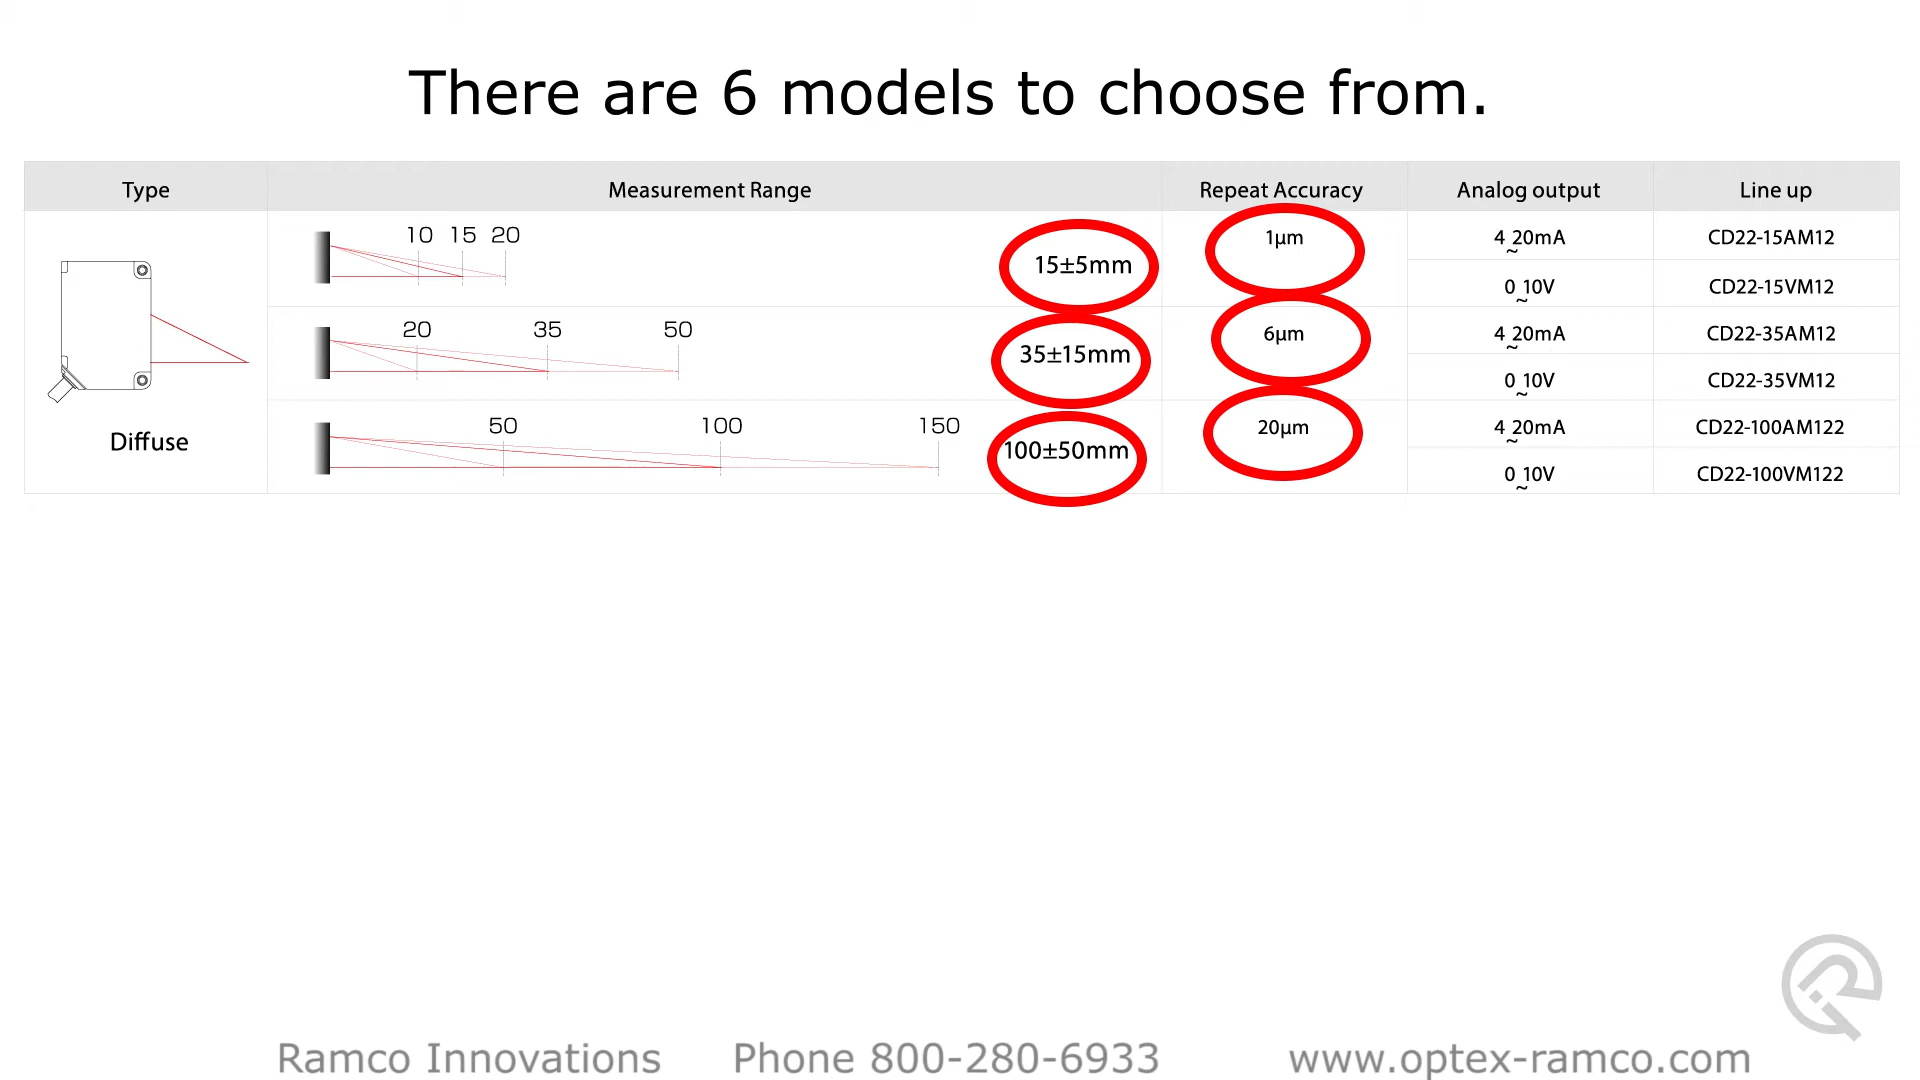 There are 6 models to choose from.
Type Measurement Range Repeat Accuracy Analog output Line up
10 15 20
15±5mm
1µm
4~20mA CD22-15AM12
0~10V CD22-15VM12
20 35 50
35±15mm
6µm
4~20mA CD22-35AM12
0~10V CD22-35VM12
50 100 150
100±50mm
20µm
4~20mA CD22-100AM122
0~10V CD22-100VM122
Diffuse
Ramco Innovations Phone 800-280-6933 www.optex-ramco.com